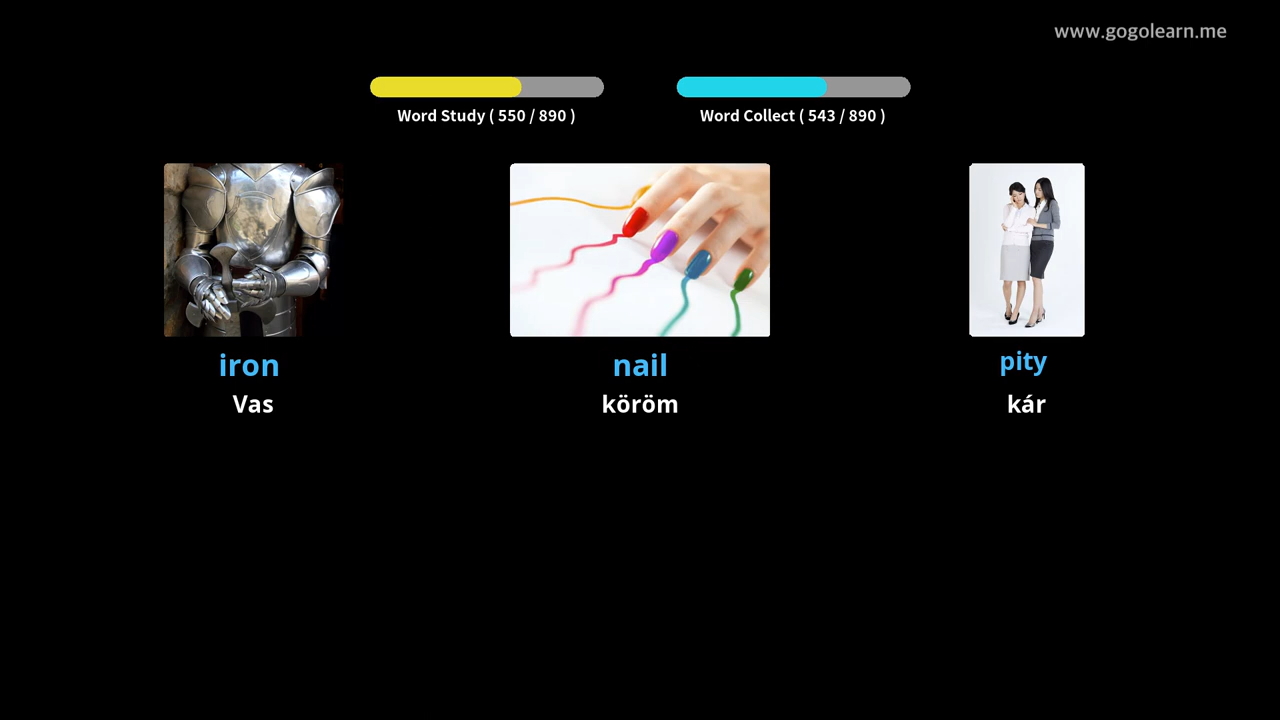 www.gogolearn.me
Word Study ( 550 / 890 )
Word Collect ( 543 / 890 )
iron
Vas
nail
köröm
pity
kár